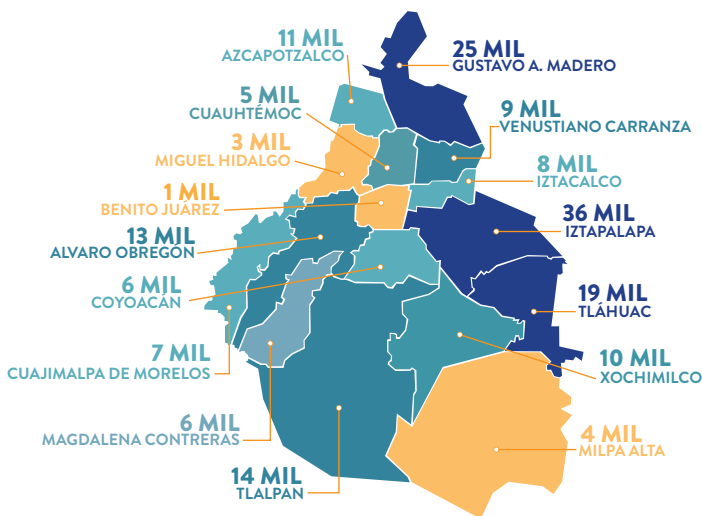 11 MIL
AZCAPOTZALCO
25 MIL
GUSTAVO A. MADERO
5 MIL
CUAUHTÉMOC
9 MIL
VENUSTIANO CARRANZA
3 MIL
MIGUEL HIDALGO
8 MIL
IZTACALCO
1 MIL
BENITO JUÁREZ
36 MIL
IZTAPALAPA
13 MIL
ALVARO OBREGÓN
6 MIL
COYOACÁN
19 MIL
TLÁHUAC
7 MIL
CUAJIMALPA DE MORELOS
10 MIL
XOCHIMILCO
6 MIL
MAGDALENA CONTRERAS
4 MIL
MILPA ALTA
14 MIL
TLALPAN